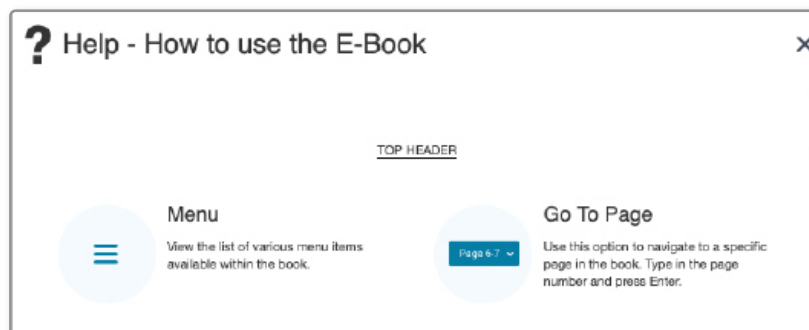 ? Help - How to use the E-Book
TOP HEADER
Menu
View the list of various menu items
available within the book.
Page 6-7
Go To Page
Use this option to navigate to a specific
page in the book. Type in the page
number and press Enter.